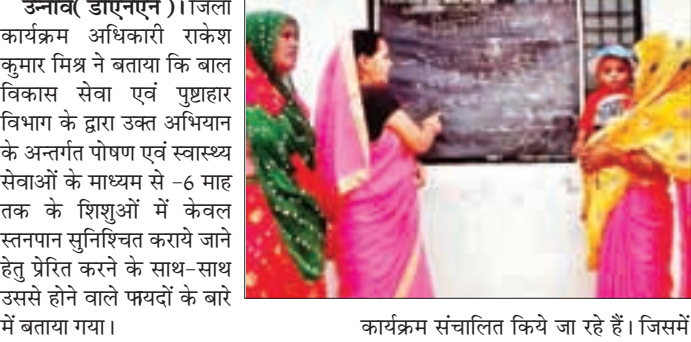 उन्नाव( डीएनएन )। जिला
कार्यक्रम अधिकारी राकेश
कुमार मिश्र ने बताया कि बाल
विकास सेवा एवं पुष्टाहार
विभाग के द्वारा उक्त अभियान
के अन्तर्गत पोषण एवं स्वास्थ्य
सेवाओं के माध्यम से -6 माह
तक के शिशुओं में केवल
स्तनपान सुनिश्चित कराये जाने
हेतु प्रेरित करने के साथ-साथ
उससे होने वाले फायदों के बारे
में बताया गया।
कार्यक्रम संचालित किये जा रहे हैं। जिसमें